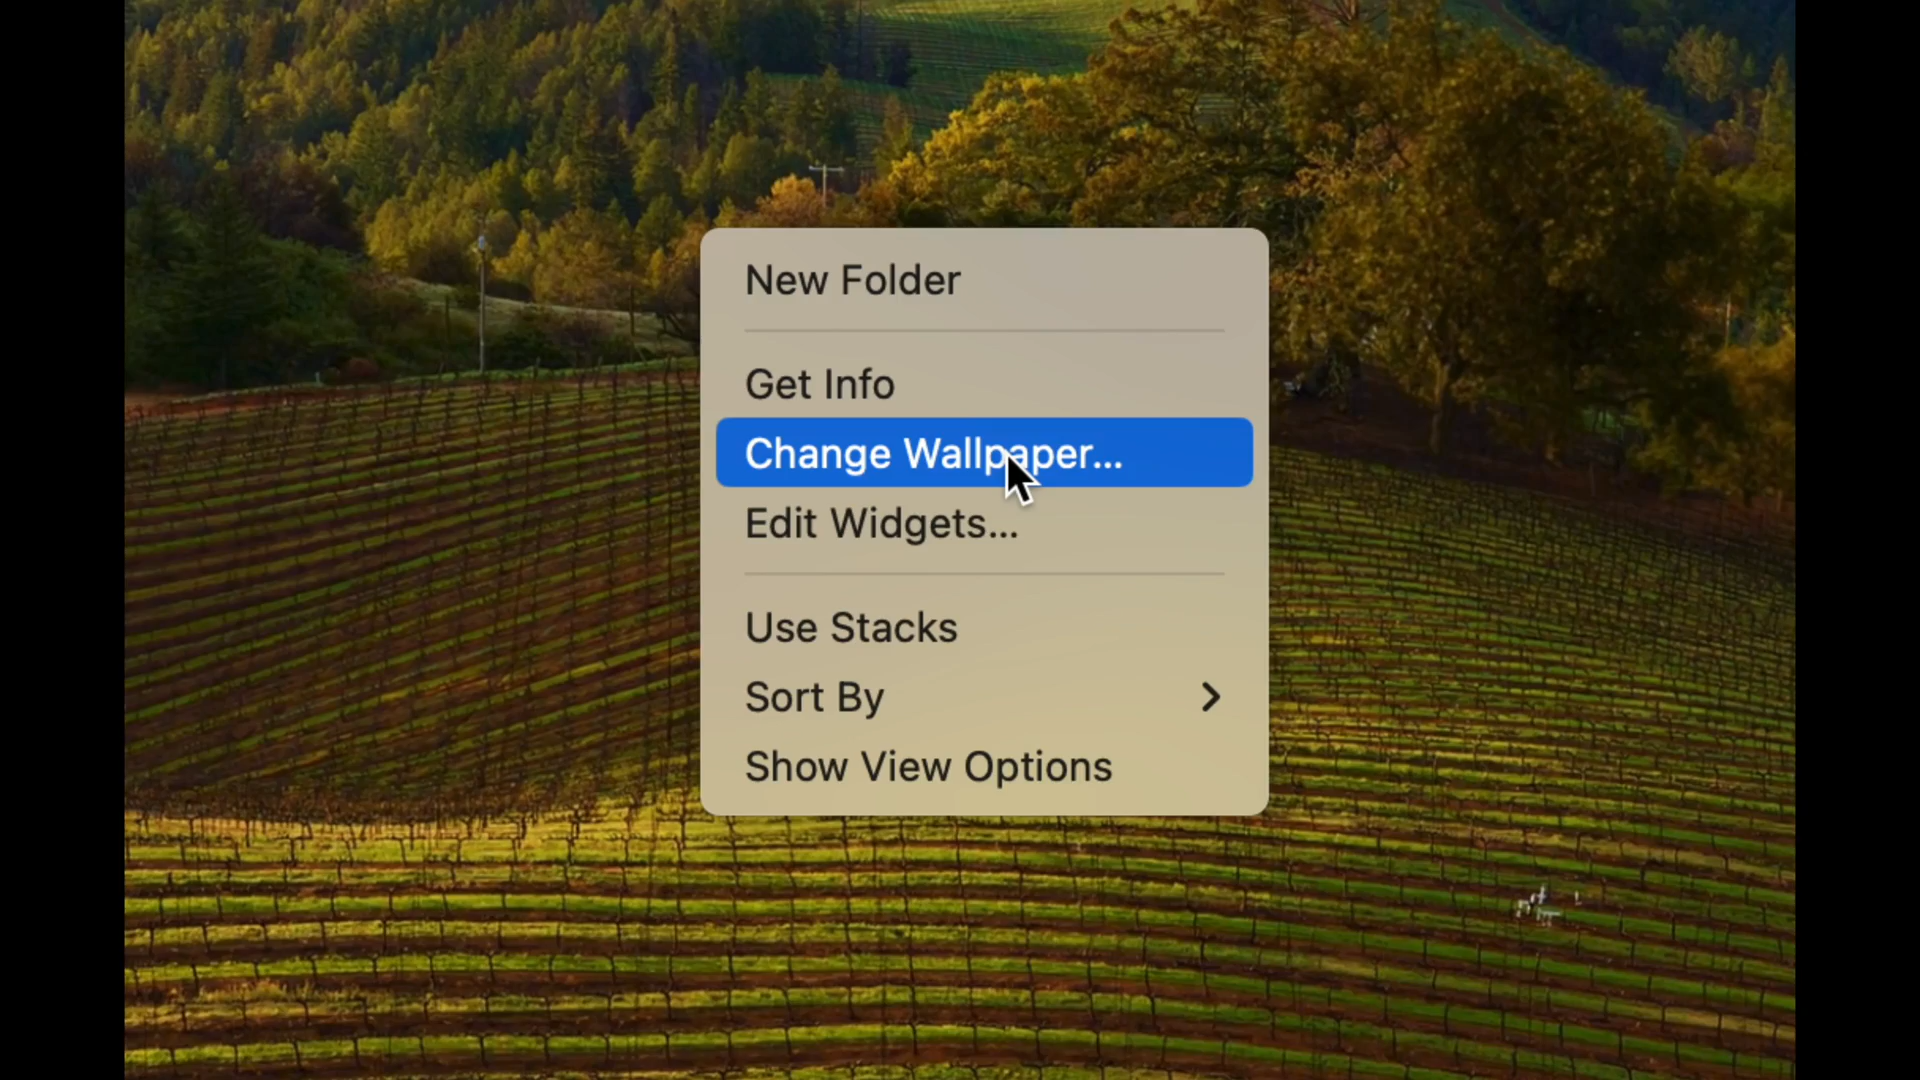 New Folder
Get Info
Change Wallpaper...
Edit Widgets...
Use Stacks
Sort By
Show View Options